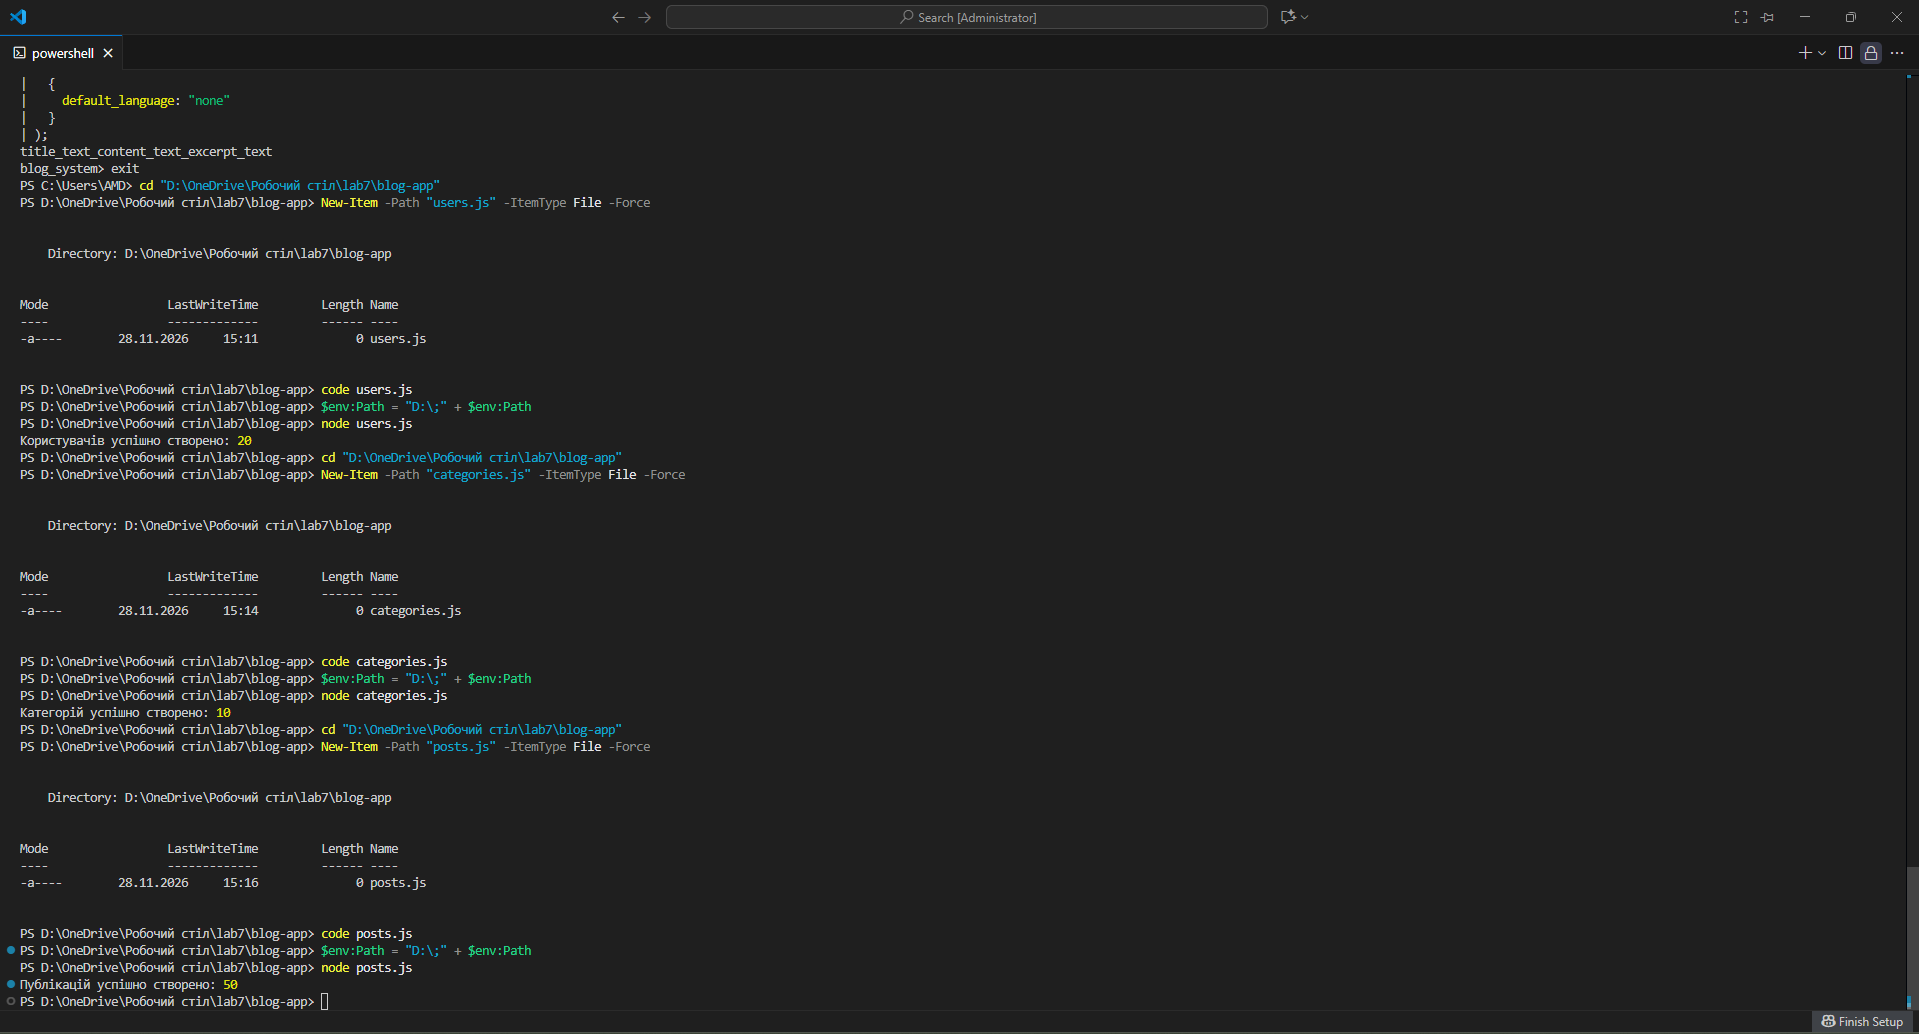 Search [Administrator]
powershell
|   {
|     default_language: "none"
|   }
| );
title_text_content_text_excerpt_text
blog_system> exit
PS C:\Users\AMD> cd "D:\OneDrive\Робочий стіл\lab7\blog-app"
PS D:\OneDrive\Робочий стіл\lab7\blog-app> New-Item -Path "users.js" -ItemType File -Force
Directory: D:\OneDrive\Робочий стіл\lab7\blog-app
Mode                 LastWriteTime         Length Name
----                 -------------         ------ ----
-a----        28.11.2026     15:11              0 users.js
PS D:\OneDrive\Робочий стіл\lab7\blog-app> code users.js
PS D:\OneDrive\Робочий стіл\lab7\blog-app> $env:Path = "D:\;" + $env:Path
PS D:\OneDrive\Робочий стіл\lab7\blog-app> node users.js
Користувачів успішно створено: 20
PS D:\OneDrive\Робочий стіл\lab7\blog-app> cd "D:\OneDrive\Робочий стіл\lab7\blog-app"
PS D:\OneDrive\Робочий стіл\lab7\blog-app> New-Item -Path "categories.js" -ItemType File -Force
Directory: D:\OneDrive\Робочий стіл\lab7\blog-app
Mode                 LastWriteTime         Length Name
----                 -------------         ------ ----
-a----        28.11.2026     15:14              0 categories.js
PS D:\OneDrive\Робочий стіл\lab7\blog-app> code categories.js
PS D:\OneDrive\Робочий стіл\lab7\blog-app> $env:Path = "D:\;" + $env:Path
PS D:\OneDrive\Робочий стіл\lab7\blog-app> node categories.js
Категорій успішно створено: 10
PS D:\OneDrive\Робочий стіл\lab7\blog-app> cd "D:\OneDrive\Робочий стіл\lab7\blog-app"
PS D:\OneDrive\Робочий стіл\lab7\blog-app> New-Item -Path "posts.js" -ItemType File -Force
Directory: D:\OneDrive\Робочий стіл\lab7\blog-app
Mode                 LastWriteTime         Length Name
----                 -------------         ------ ----
-a----        28.11.2026     15:16              0 posts.js
PS D:\OneDrive\Робочий стіл\lab7\blog-app> code posts.js
PS D:\OneDrive\Робочий стіл\lab7\blog-app> $env:Path = "D:\;" + $env:Path
PS D:\OneDrive\Робочий стіл\lab7\blog-app> node posts.js
Публікацій успішно створено: 50
PS D:\OneDrive\Робочий стіл\lab7\blog-app>
Finish Setup